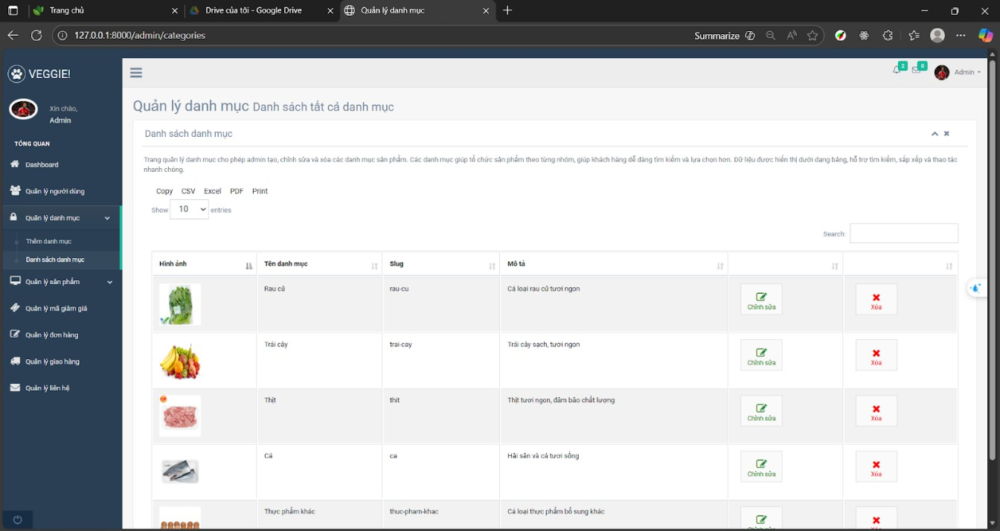 Trang chủ
Drive của tôi - Google Drive
Quản lý danh mục
127.0.0.1:8000/admin/categories
Summarize
VEGGIE!
2
0
Admin
Xin chào,
Admin
TỔNG QUAN
Dashboard
Quản lý người dùng
Quản lý danh mục
Thêm danh mục
Danh sách danh mục
Quản lý sản phẩm
Quản lý mã giảm giá
Quản lý đơn hàng
Quản lý giao hàng
Quản lý liên hệ
Quản lý danh mục Danh sách tất cả danh mục
Danh sách danh mục
Trang quản lý danh mục cho phép admin tạo, chỉnh sửa và xóa các danh mục sản phẩm. Các danh mục giúp tổ chức sản phẩm theo từng nhóm, giúp khách hàng dễ dàng tìm kiếm và lựa chọn hơn. Dữ liệu được hiển thị dưới dạng bảng, hỗ trợ tìm kiếm, sắp xếp và thao tác
nhanh chóng.
Copy CSV Excel PDF Print
Show 10 entries
Search:
Hình ảnh Tên danh mục Slug Mô tả
Rau củ rau-cu Cá loại rau củ tươi ngon Chỉnh sửa Xóa
Trái cây trai-cay Trái cây sạch, tươi ngon Chỉnh sửa Xóa
Thịt thit Thịt tươi ngon, đảm bảo chất lượng Chỉnh sửa Xóa
Cá ca Hải sản và cá tươi sống Chỉnh sửa Xóa
Thực phẩm khác thuc-pham-khac Cá loại thực phẩm bổ sung khác